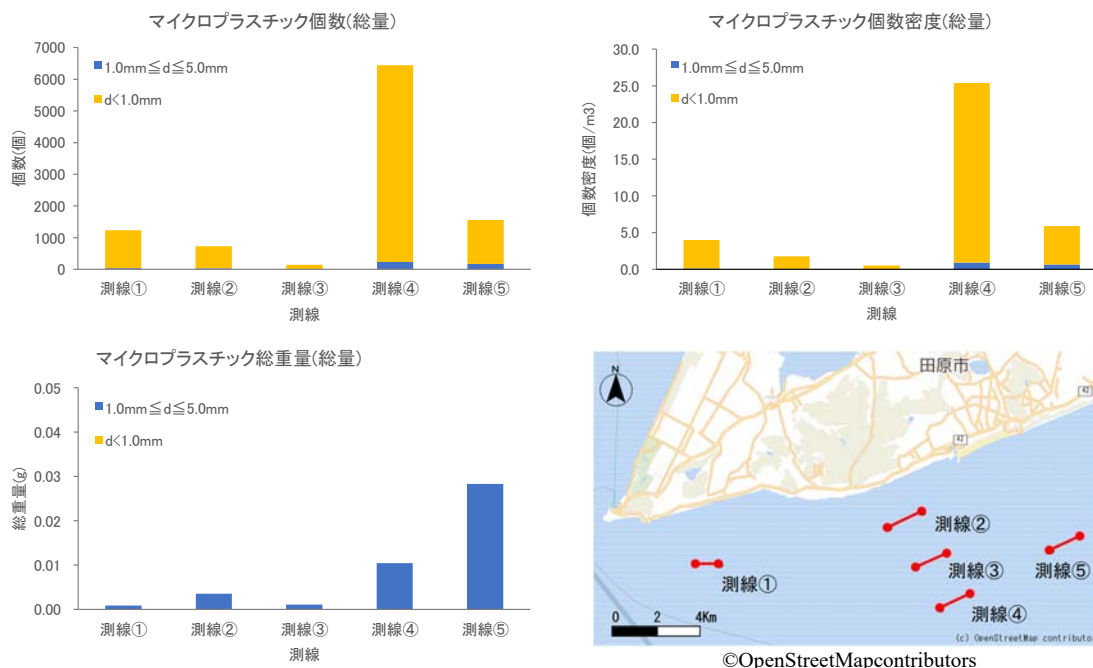 マイクロプラスチック個数(総量)
7000
6000
5000
4000
3000
2000
1000
0
個数(個)
1.0mm≦d≦5.0mm
d<1.0mm
測線① 測線② 測線③ 測線④ 測線⑤
測線
マイクロプラスチック個数密度(総量)
30.0
25.0
20.0
15.0
10.0
5.0
0.0
個数密度(個/m3)
1.0mm≦d≦5.0mm
d<1.0mm
測線① 測線② 測線③ 測線④ 測線⑤
測線
マイクロプラスチック総重量(総量)
0.05
0.04
0.03
0.02
0.01
0.00
総重量(g)
1.0mm≦d≦5.0mm
d<1.0mm
測線① 測線② 測線③ 測線④ 測線⑤
測線
N
田原市
42
42
測線②
測線①
測線③
測線⑤
測線④
0 2 4Km
(c) OpenStreetMap contributor
©OpenStreetMapcontributors